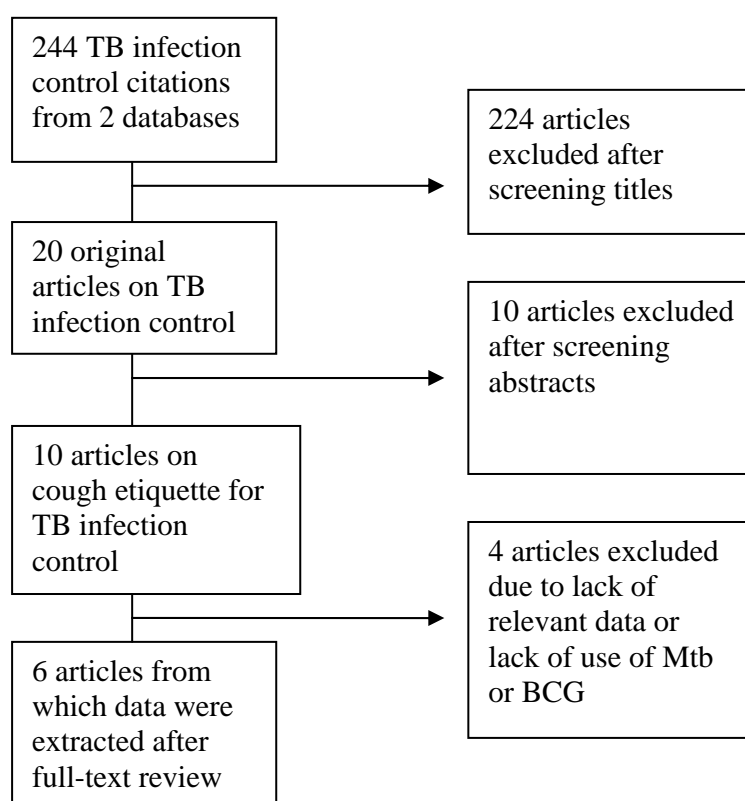 244 TB infection
control citations
from 2 databases
224 articles
excluded after
screening titles
20 original
articles on TB
infection control
10 articles excluded
after screening
abstracts
10 articles on
cough etiquette for
TB infection
control
4 articles excluded
due to lack of
relevant data or
lack of use of Mtb
or BCG
6 articles from
which data were
extracted after
full-text review